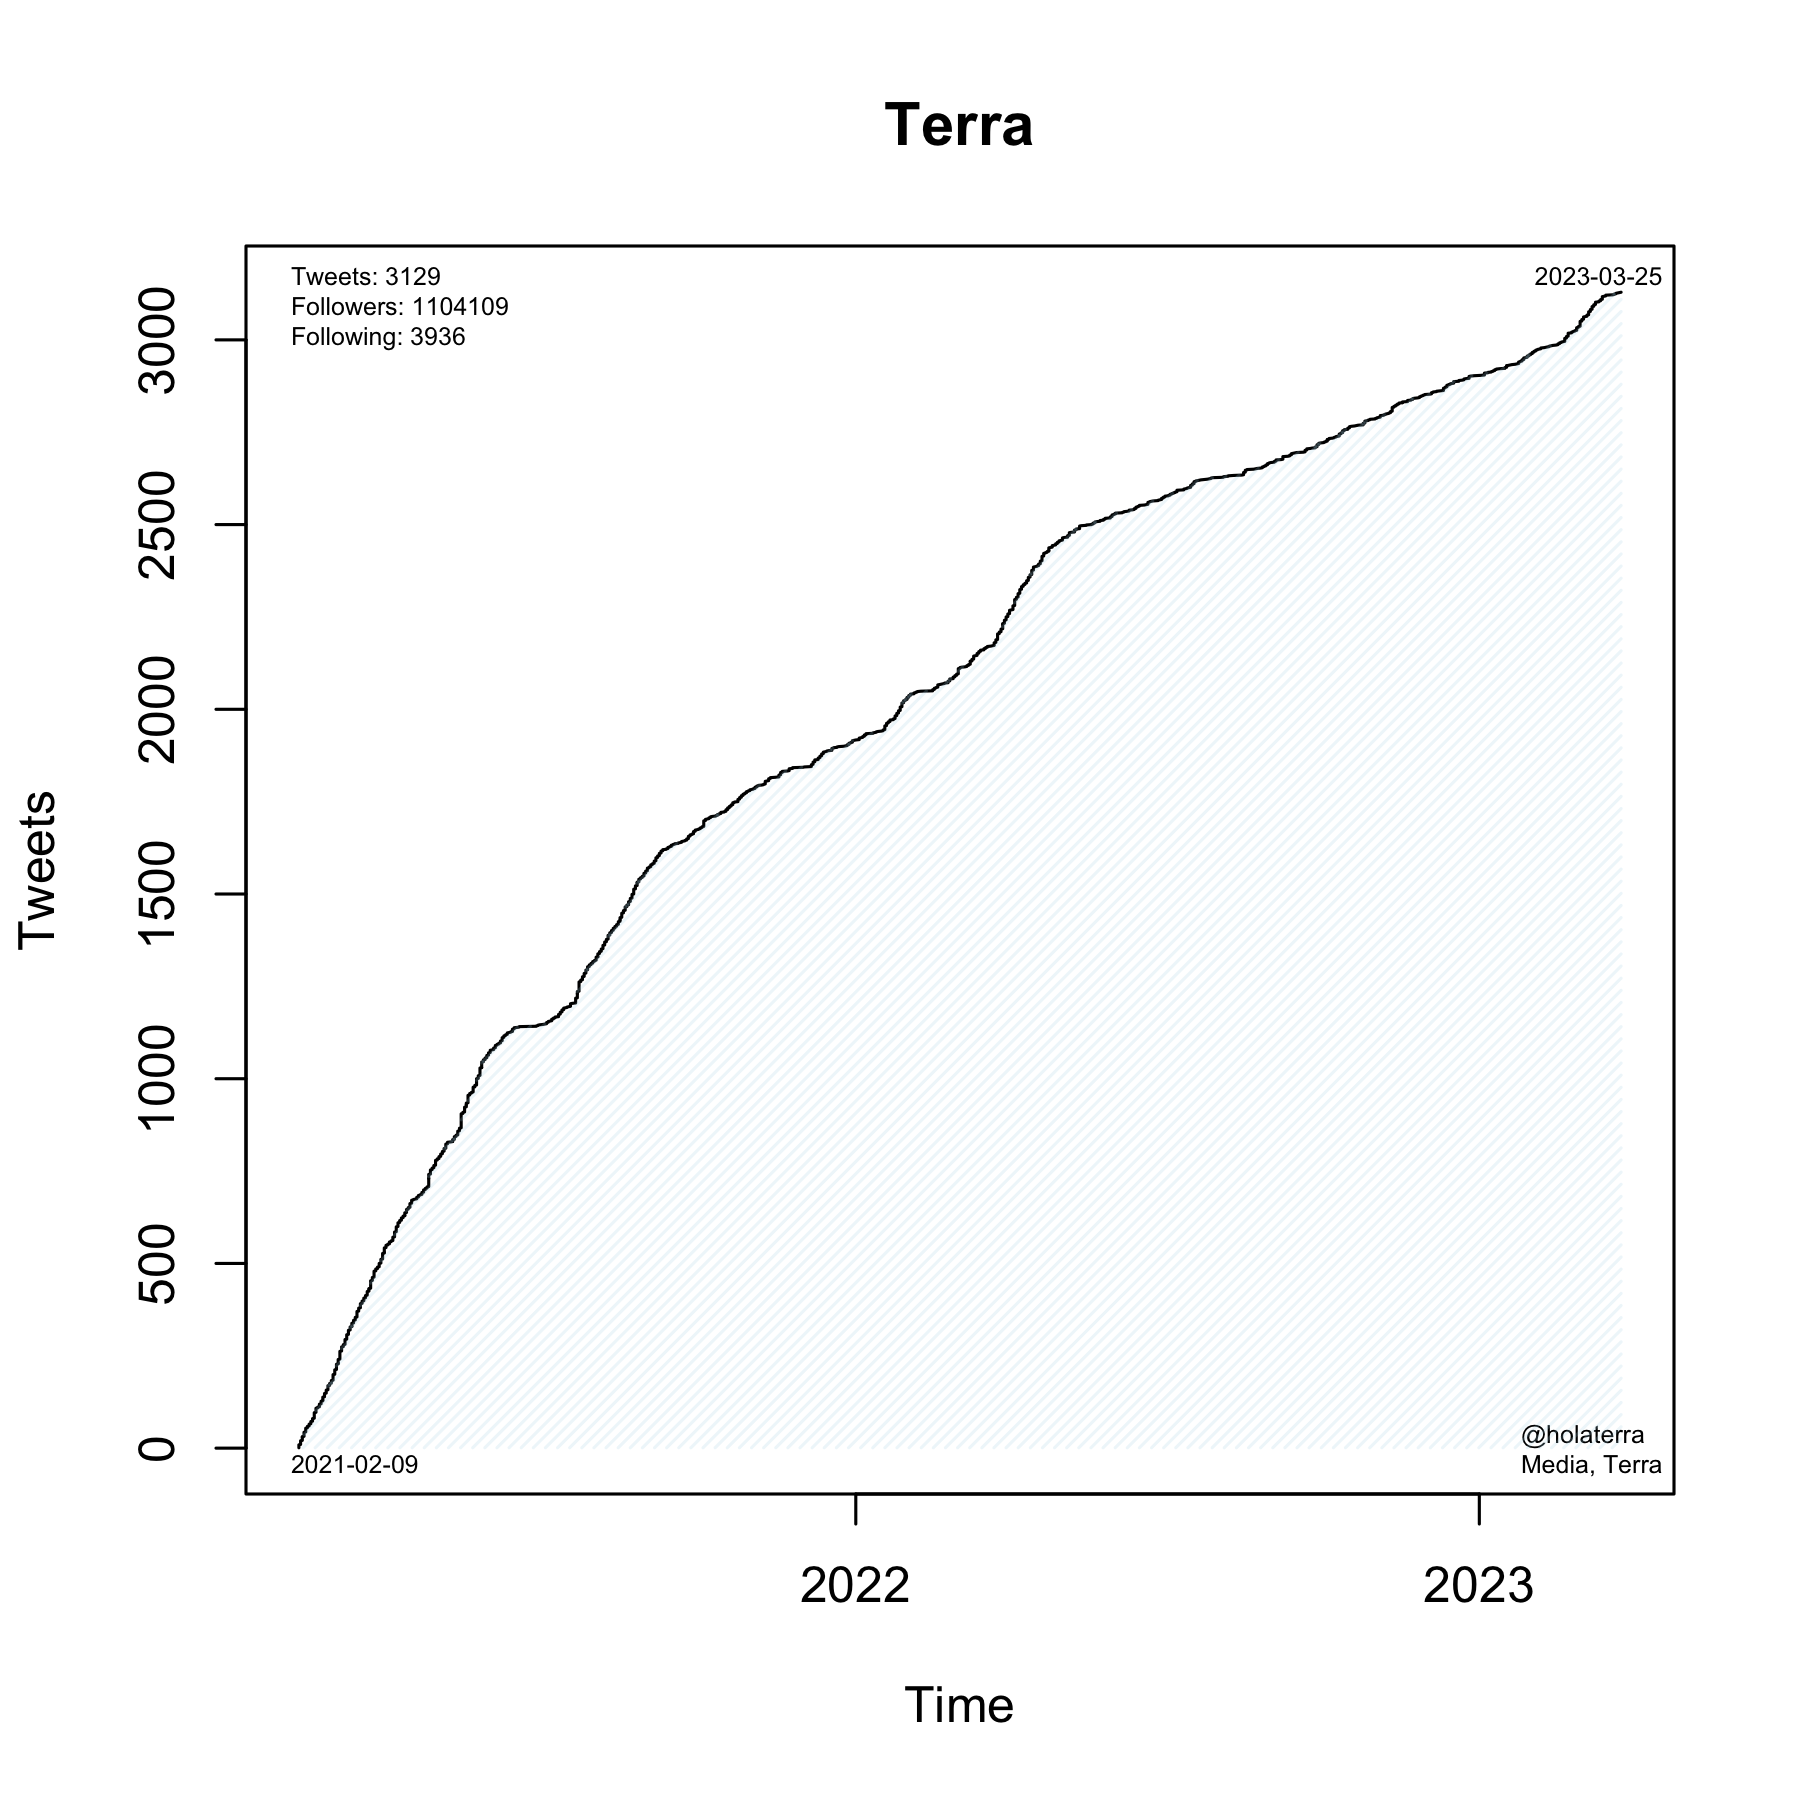 Terra
Tweets: 3129
Followers: 1104109
Following: 3936
2023-03-25
Tweets
3000
2500
2000
1500
1000
500
0
2021-02-09
@holaterra
Media, Terra
2022
2023
Time